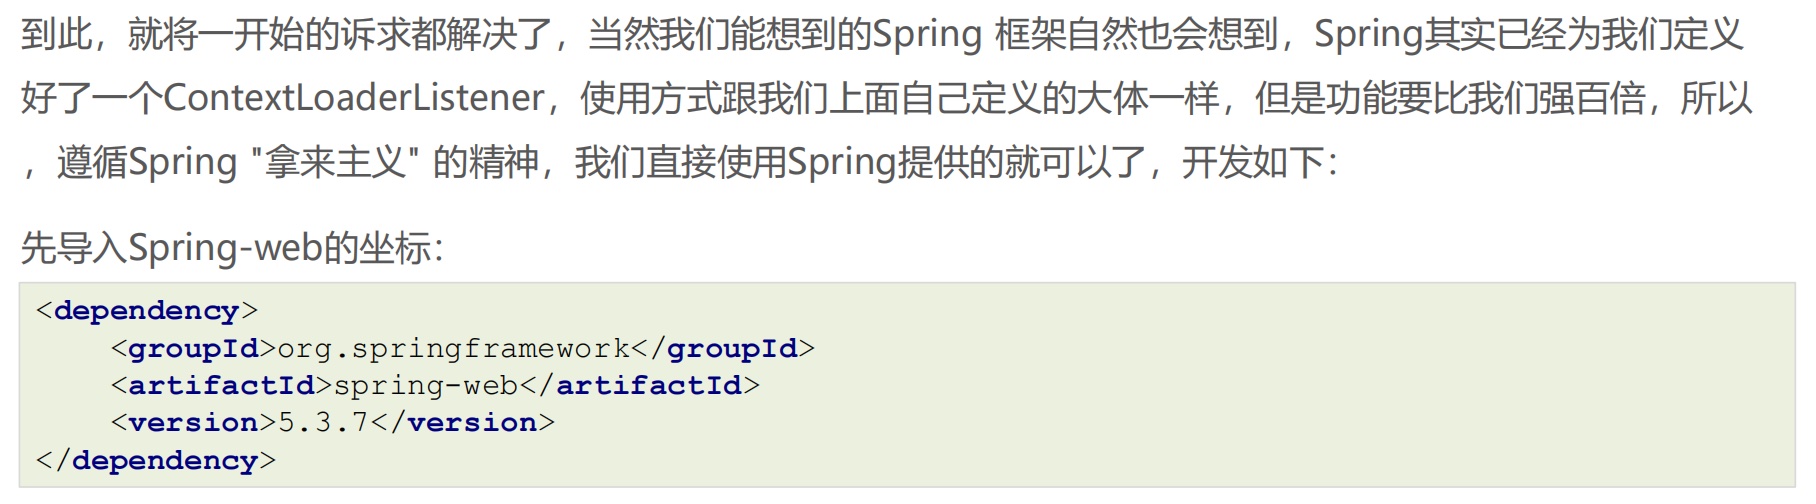 到此，就将一开始的诉求都解决了，当然我们能想到的Spring 框架自然也会想到，Spring其实已经为我们定义
好了一个ContextLoaderListener，使用方式跟我们上面自己定义的大体一样，但是功能要比我们强百倍，所以
，遵循Spring "拿来主义" 的精神，我们直接使用Spring提供的就可以了，开发如下：
先导入Spring-web的坐标：
<dependency>
    <groupId>org.springframework</groupId>
    <artifactId>spring-web</artifactId>
    <version>5.3.7</version>
</dependency>